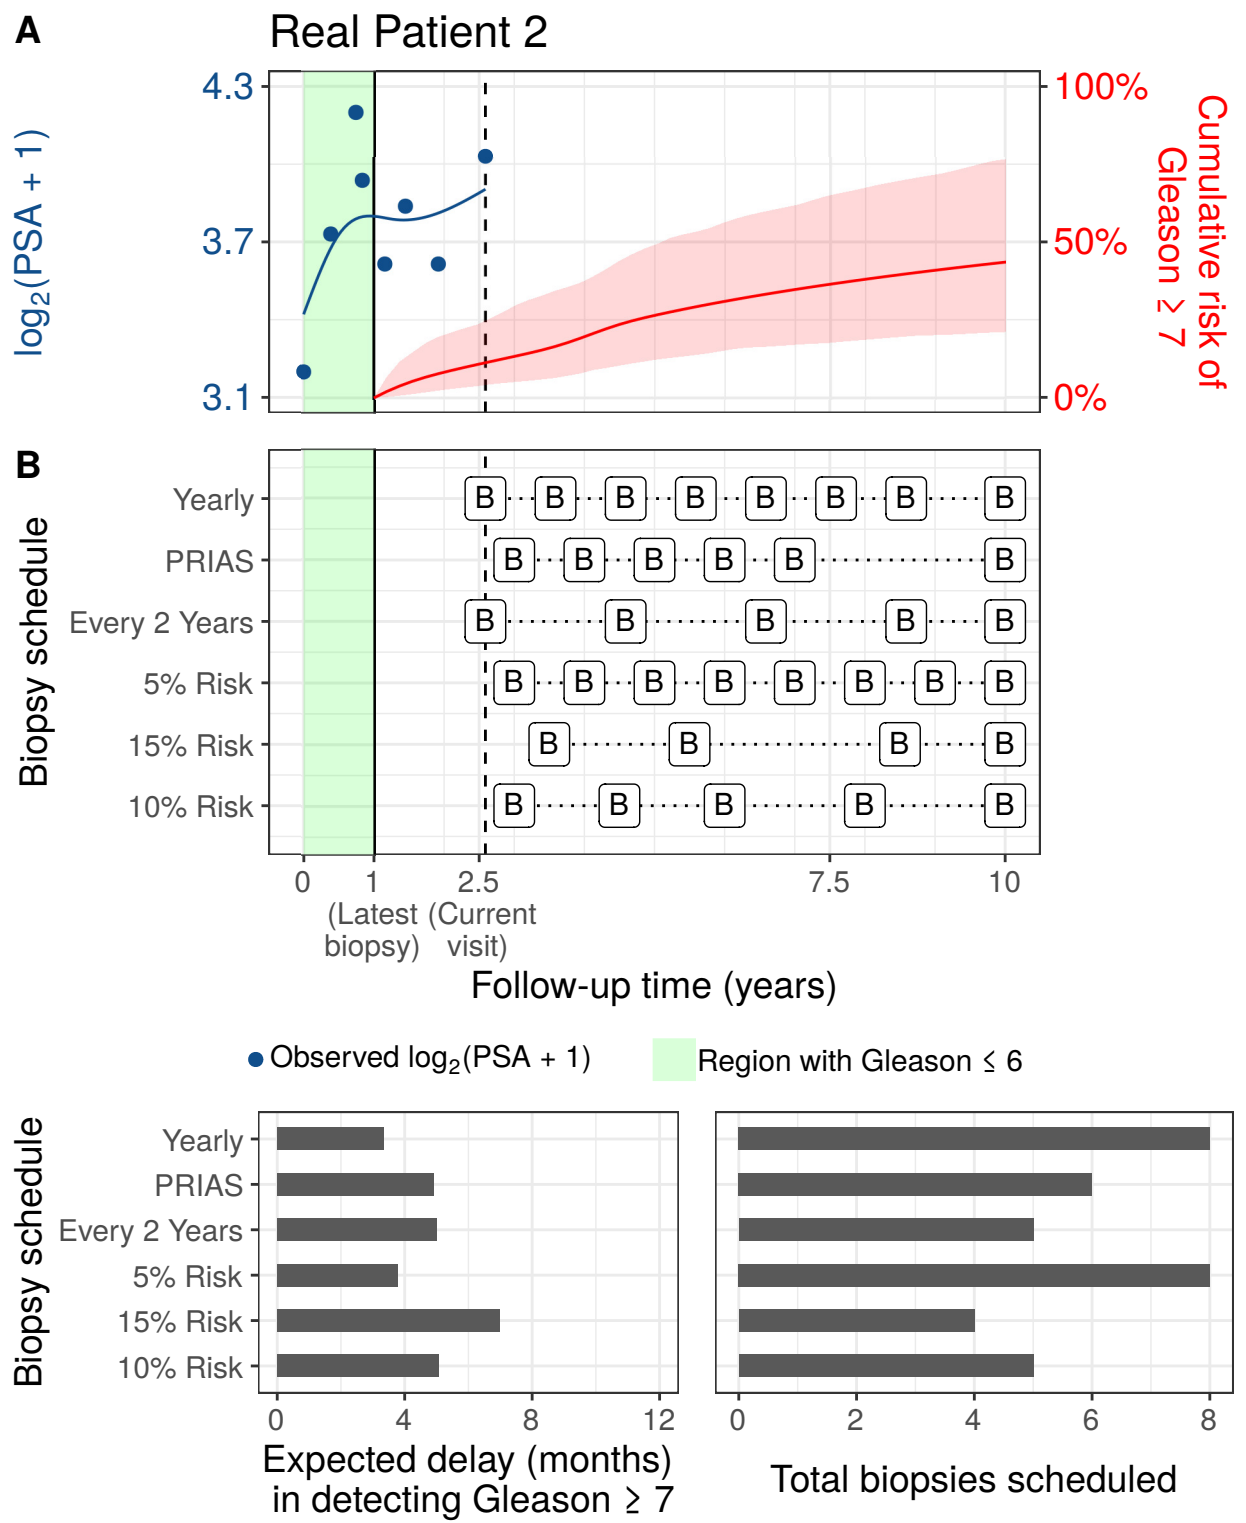 A
Real Patient 2
4.3
3.7
3.1
log₂(PSA + 1)
100%
50%
0%
Cumulative risk of
Gleason ≥ 7
B
Biopsy schedule
Yearly B B B B B B B B
PRIAS B B B B B B
Every 2 Years B B B B B
5% Risk B B B B B B B B
15% Risk B B B B
10% Risk B B B B B
0 1 2.5 7.5 10
(Latest (Current
biopsy) visit)
Follow-up time (years)
Observed log₂(PSA + 1)
Region with Gleason ≤ 6
Biopsy schedule
Yearly
PRIAS
Every 2 Years
5% Risk
15% Risk
10% Risk
0 4 8 12
Expected delay (months)
in detecting Gleason ≥ 7
0 2 4 6 8
Total biopsies scheduled